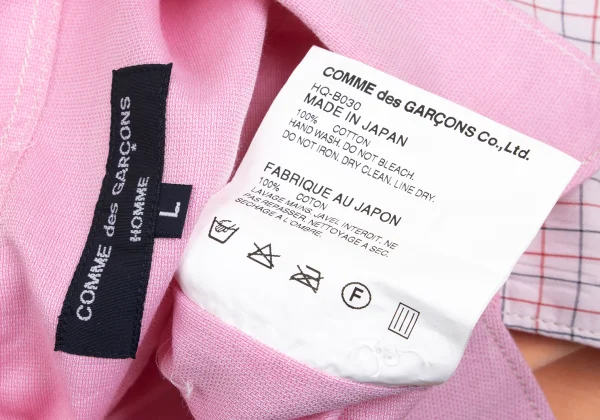 COMME des GARÇONS
HOMME
L
COMME des GARÇONS Co.,Ltd.
HQ-B030
MADE IN JAPAN
100% COTTON
HAND WASH. DO NOT BLEACH.
DO NOT IRON. DRY CLEAN. LINE DRY.
FABRIQUE AU JAPON
100% COTON
LAVAGE MAINS. JAVEL INTERDIT. NE
PAS REPASSER. NETTOYAGE A SEC.
SECHAGE A L'OMBRE.
F